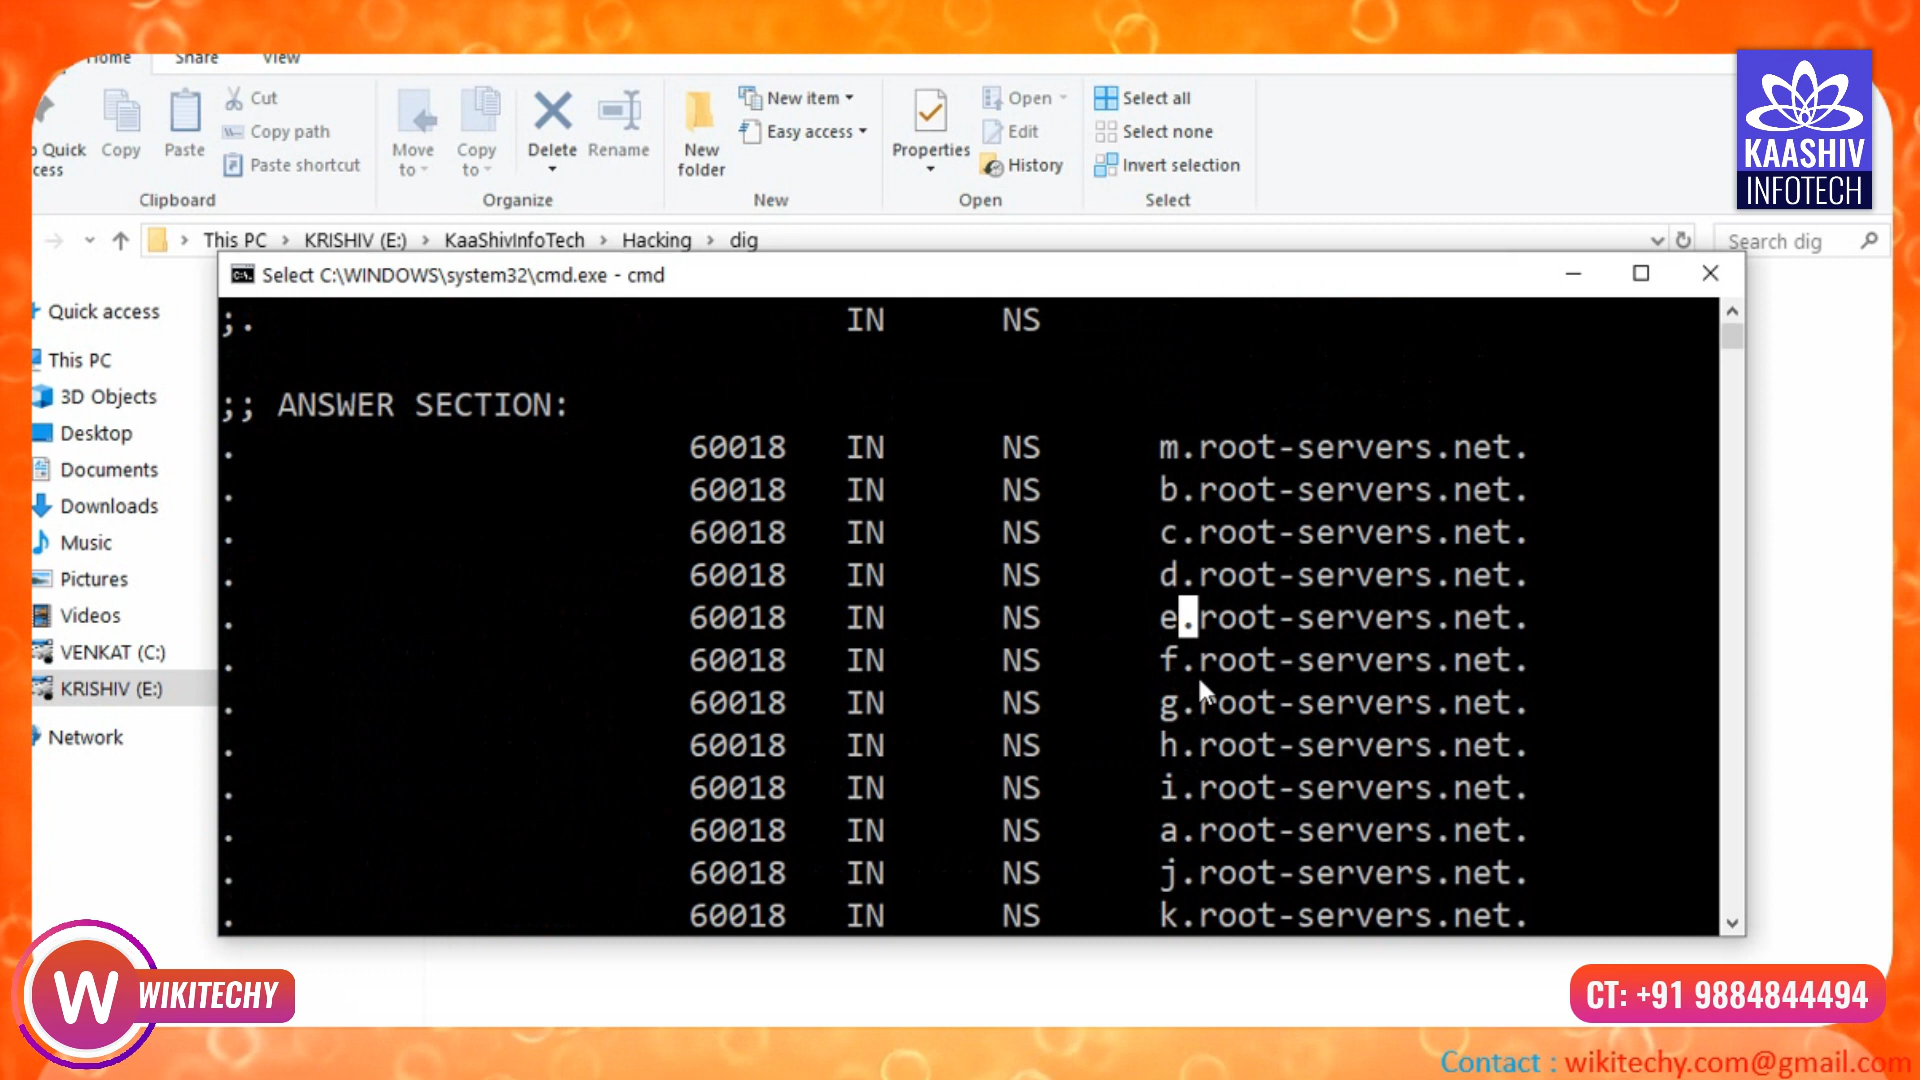 Home Share View
Cut
Copy path
Paste shortcut
Quick
cess
Copy
Paste
Clipboard
Move
to
Copy
to
Delete
Rename
Organize
New
folder
New item
Easy access
New
Properties
Open
Edit
History
Open
Select all
Select none
Invert selection
Select
KAASHIV
INFOTECH
This PC > KRISHIV (E:) > KaaShivInfoTech > Hacking > dig
Search dig
Quick access
This PC
3D Objects
Desktop
Documents
Downloads
Music
Pictures
Videos
VENKAT (C:)
KRISHIV (E:)
Network
Select C:\WINDOWS\system32\cmd.exe - cmd
;. IN NS
;; ANSWER SECTION:
. 60018 IN NS m.root-servers.net.
. 60018 IN NS b.root-servers.net.
. 60018 IN NS c.root-servers.net.
. 60018 IN NS d.root-servers.net.
. 60018 IN NS e.root-servers.net.
. 60018 IN NS f.root-servers.net.
. 60018 IN NS g.root-servers.net.
. 60018 IN NS h.root-servers.net.
. 60018 IN NS i.root-servers.net.
. 60018 IN NS a.root-servers.net.
. 60018 IN NS j.root-servers.net.
. 60018 IN NS k.root-servers.net.
W WIKITECHY
CT: +91 9884844494
Contact : wikitechy.com@gmail.com